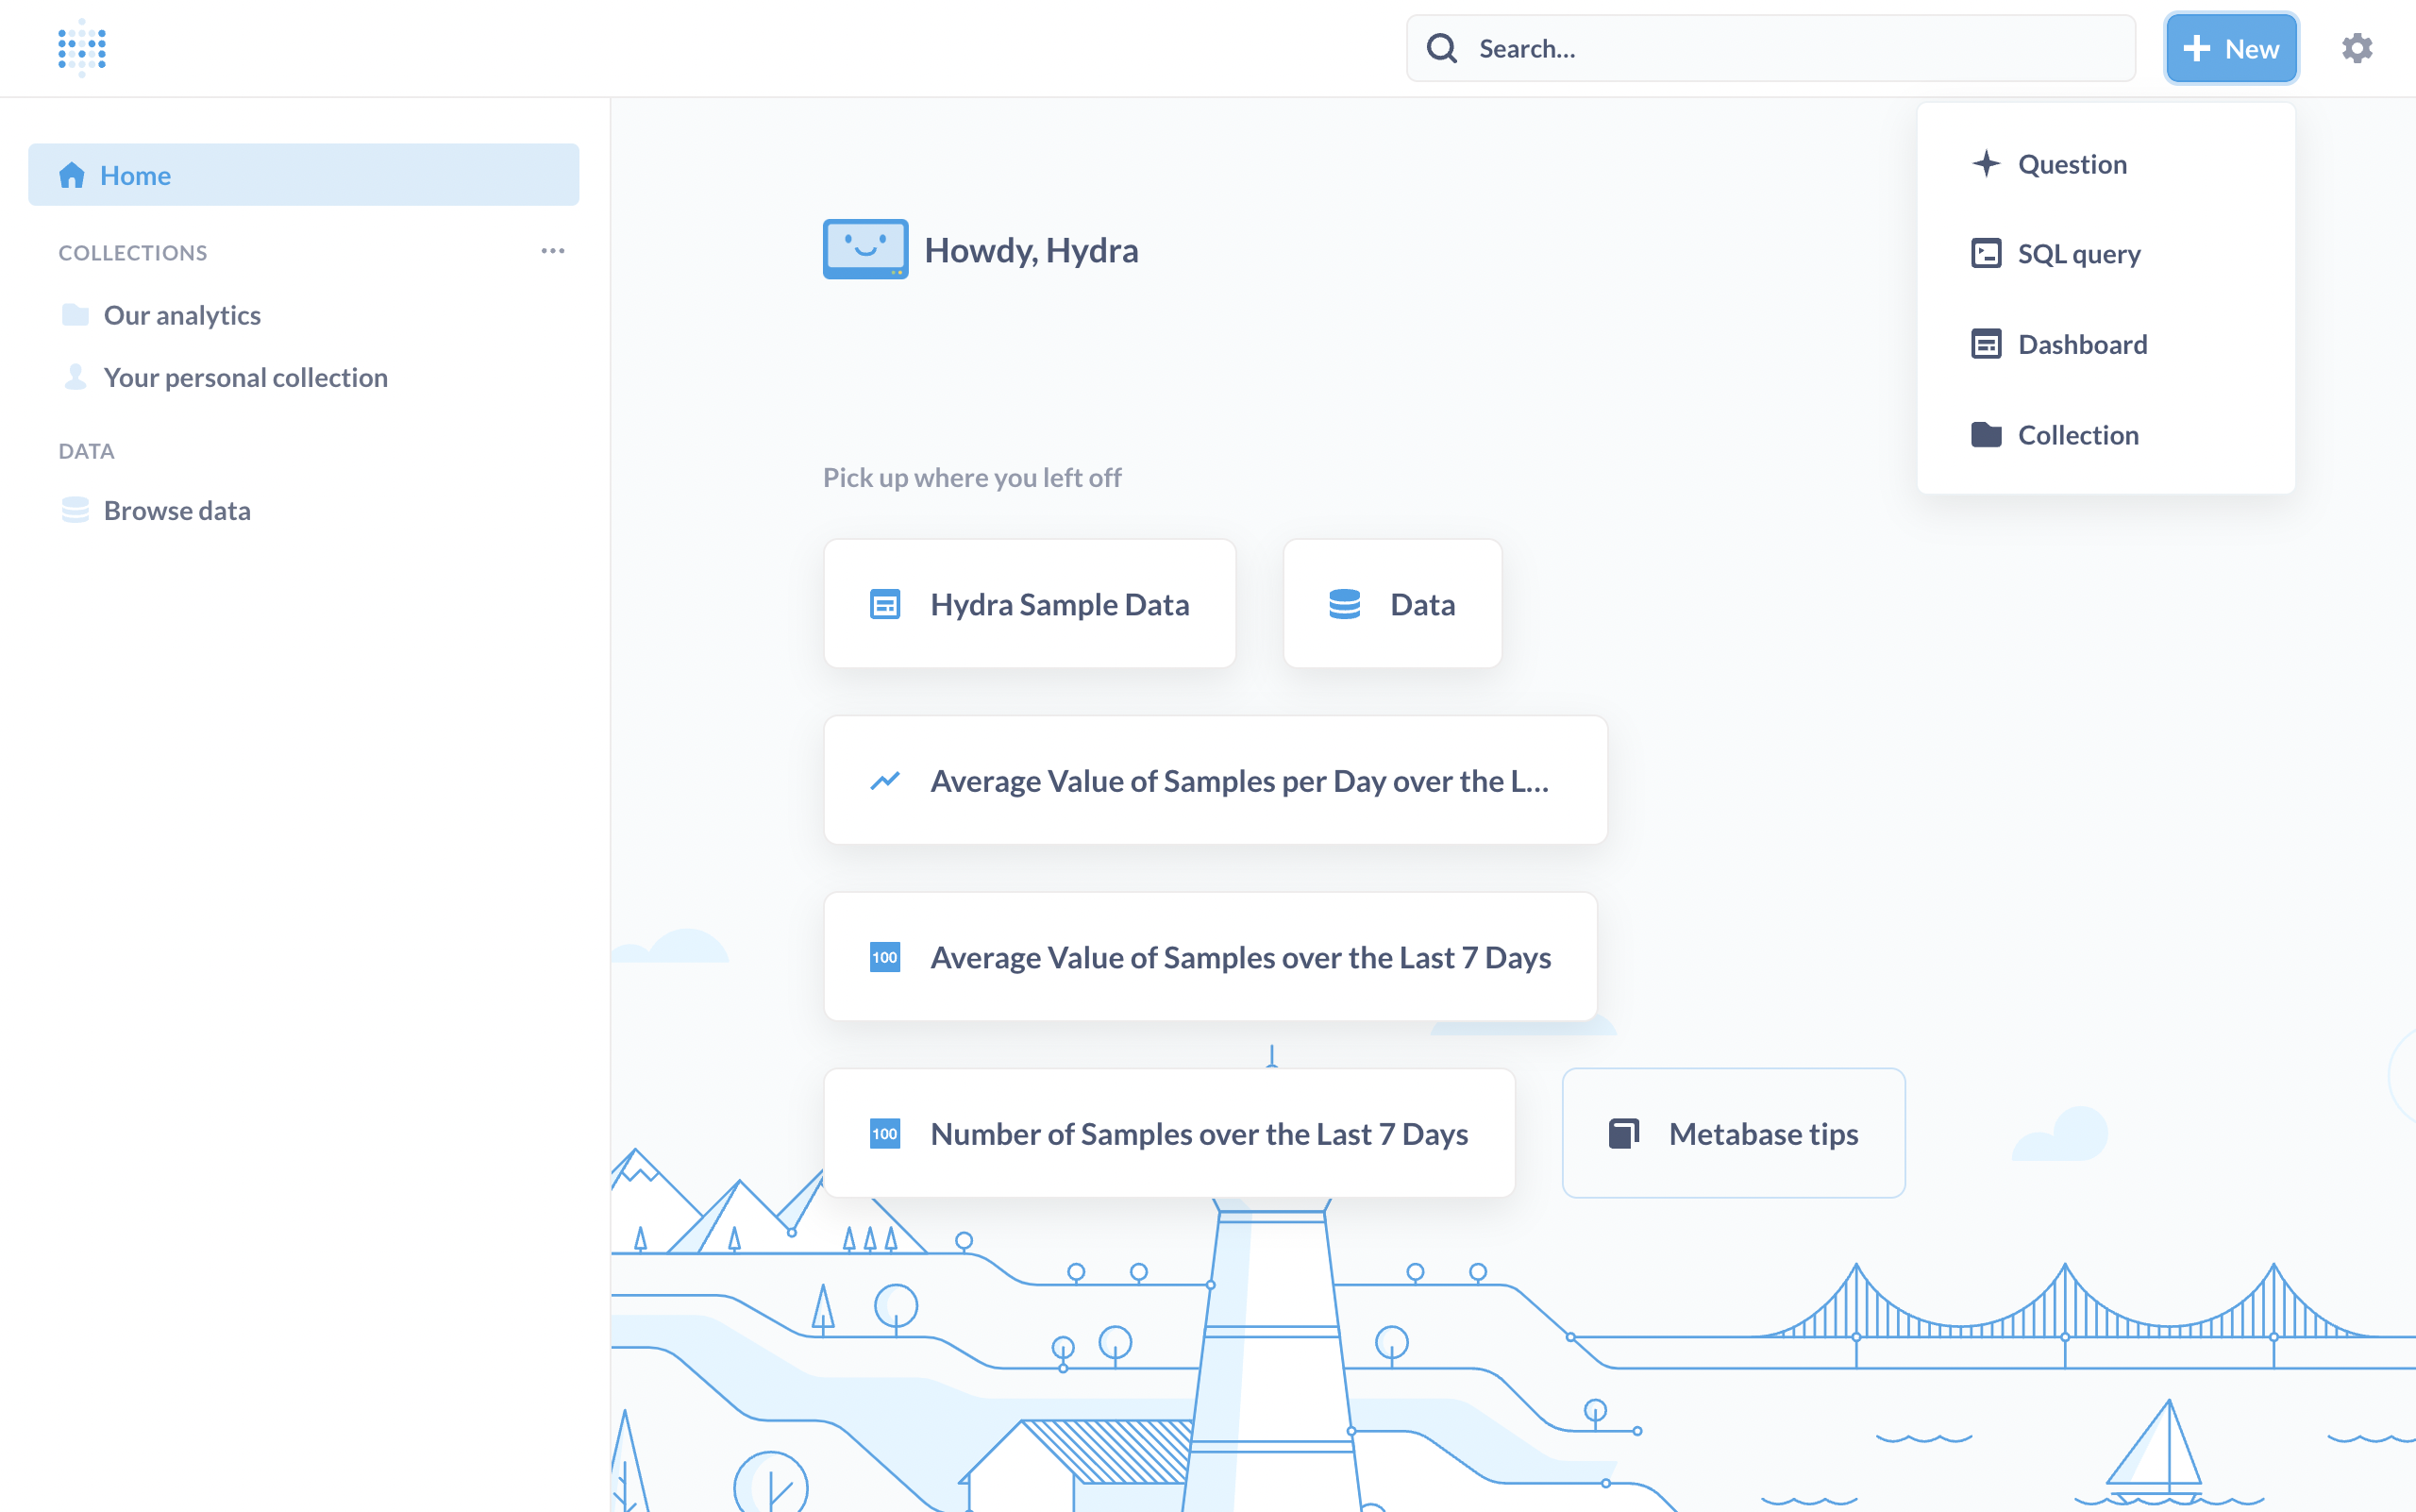 Search...
New
Home
COLLECTIONS
Our analytics
Your personal collection
DATA
Browse data
Howdy, Hydra
Question
SQL query
Dashboard
Collection
Pick up where you left off
Hydra Sample Data
Data
Average Value of Samples per Day over the L...
100
Average Value of Samples over the Last 7 Days
100
Number of Samples over the Last 7 Days
Metabase tips